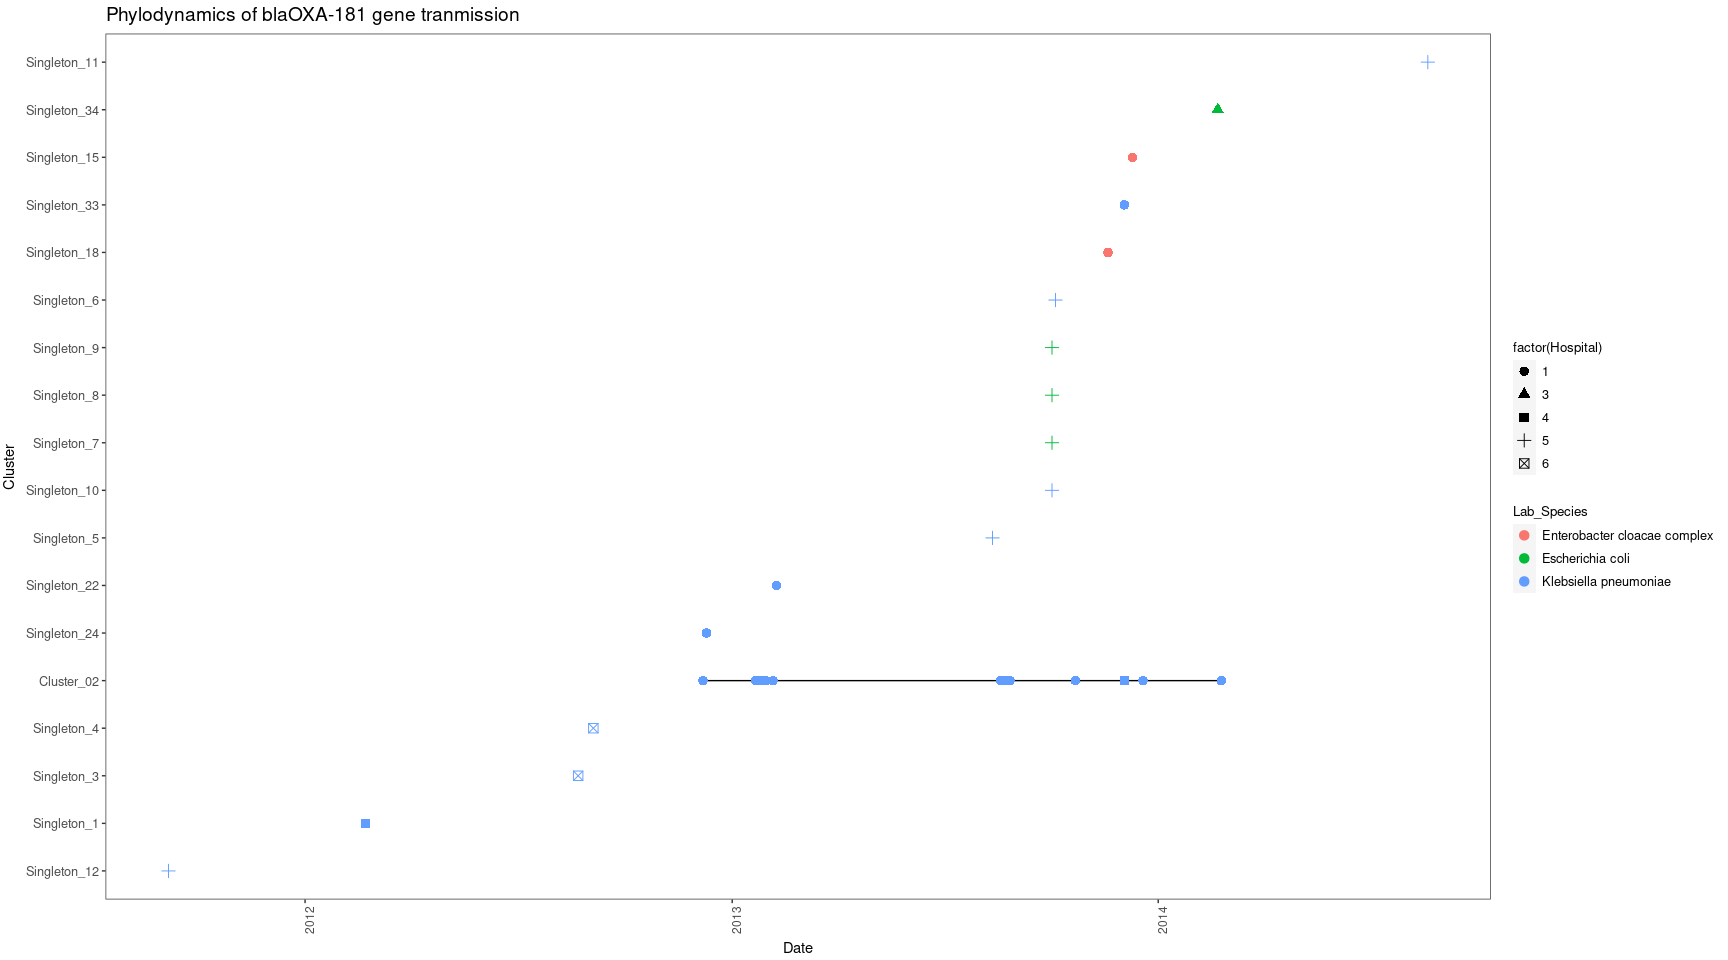 Phylodynamics of blaOXA-181 gene tranmission
Singleton_11
Singleton_34
Singleton_15
Singleton_33
Singleton_18
Singleton_6
Singleton_9
Singleton_8
Singleton_7
Singleton_10
Singleton_5
Singleton_22
Singleton_24
Cluster_02
Singleton_4
Singleton_3
Singleton_1
Singleton_12
Cluster
2012
2013
2014
Date
factor(Hospital)
1
3
4
5
6
Lab_Species
Enterobacter cloacae complex
Escherichia coli
Klebsiella pneumoniae